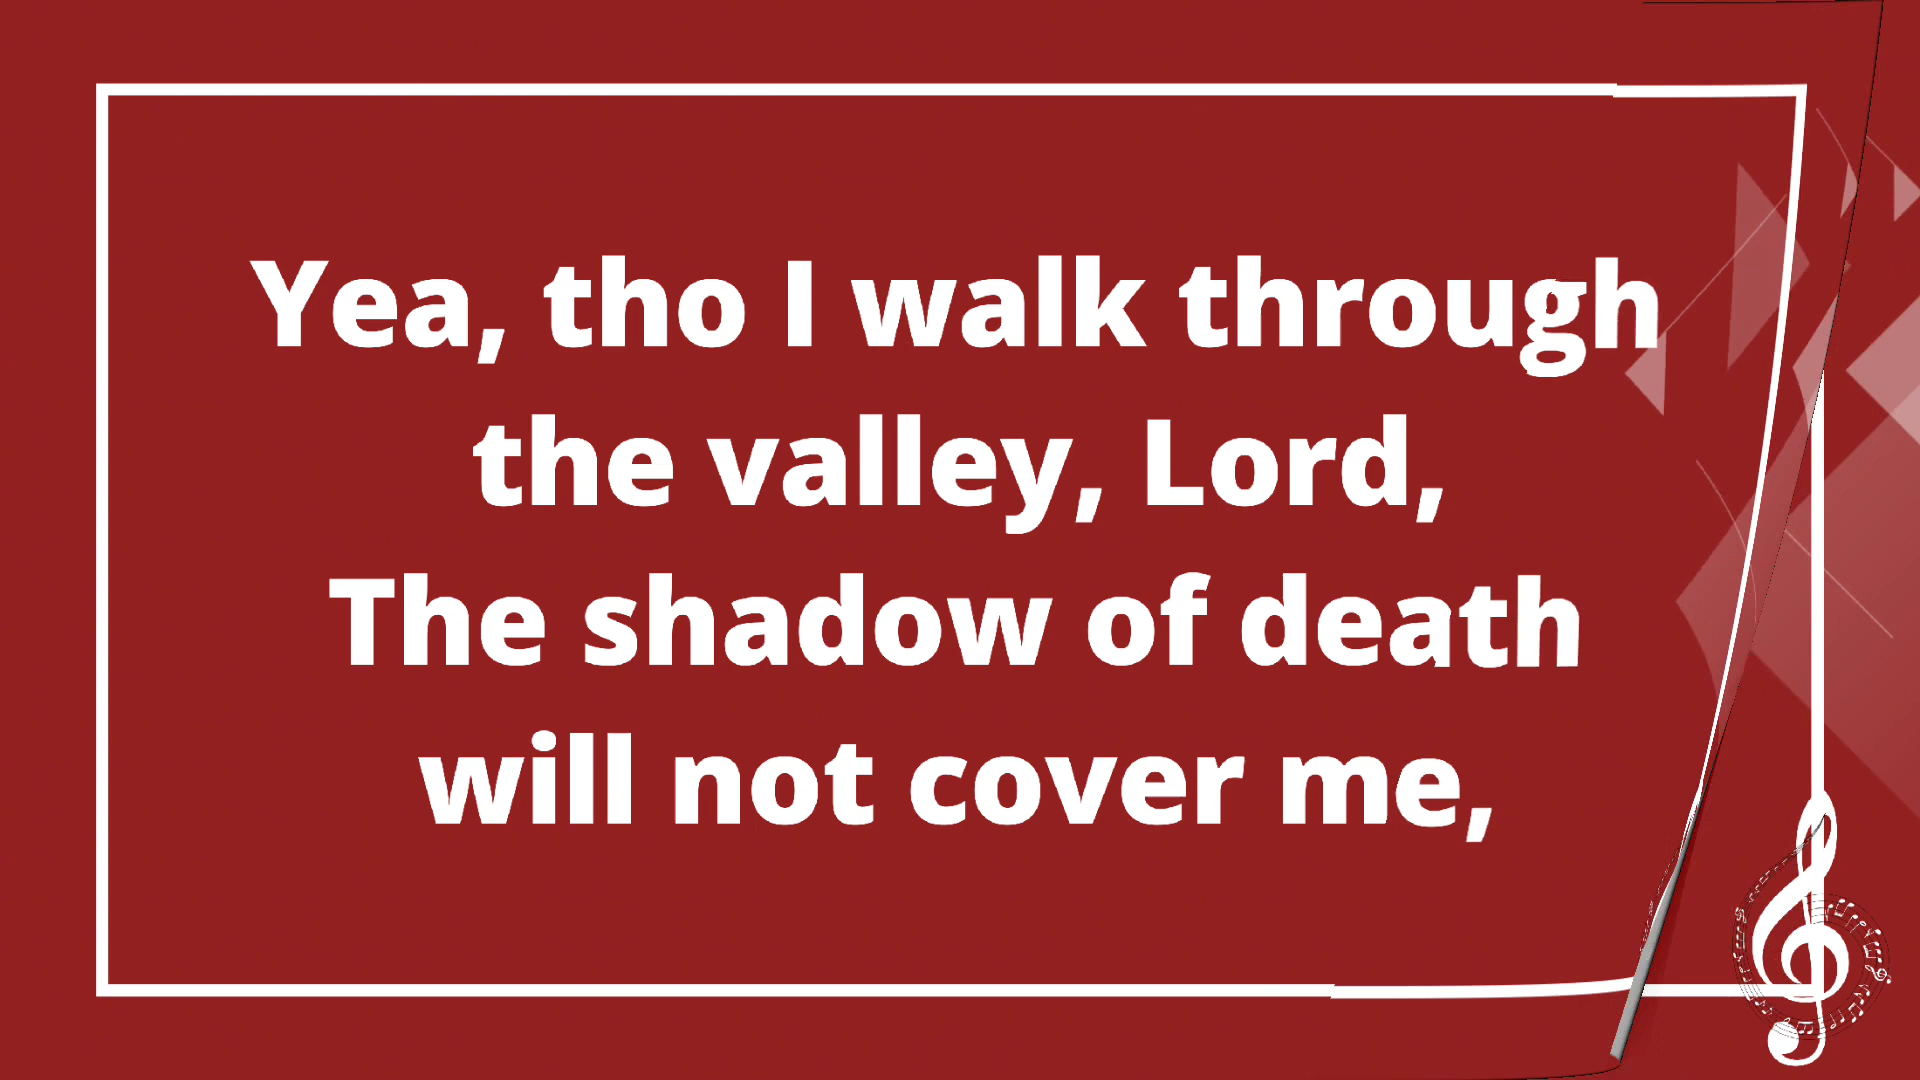 Yea, tho I walk through
the valley, Lord,
The shadow of death
will not cover me,